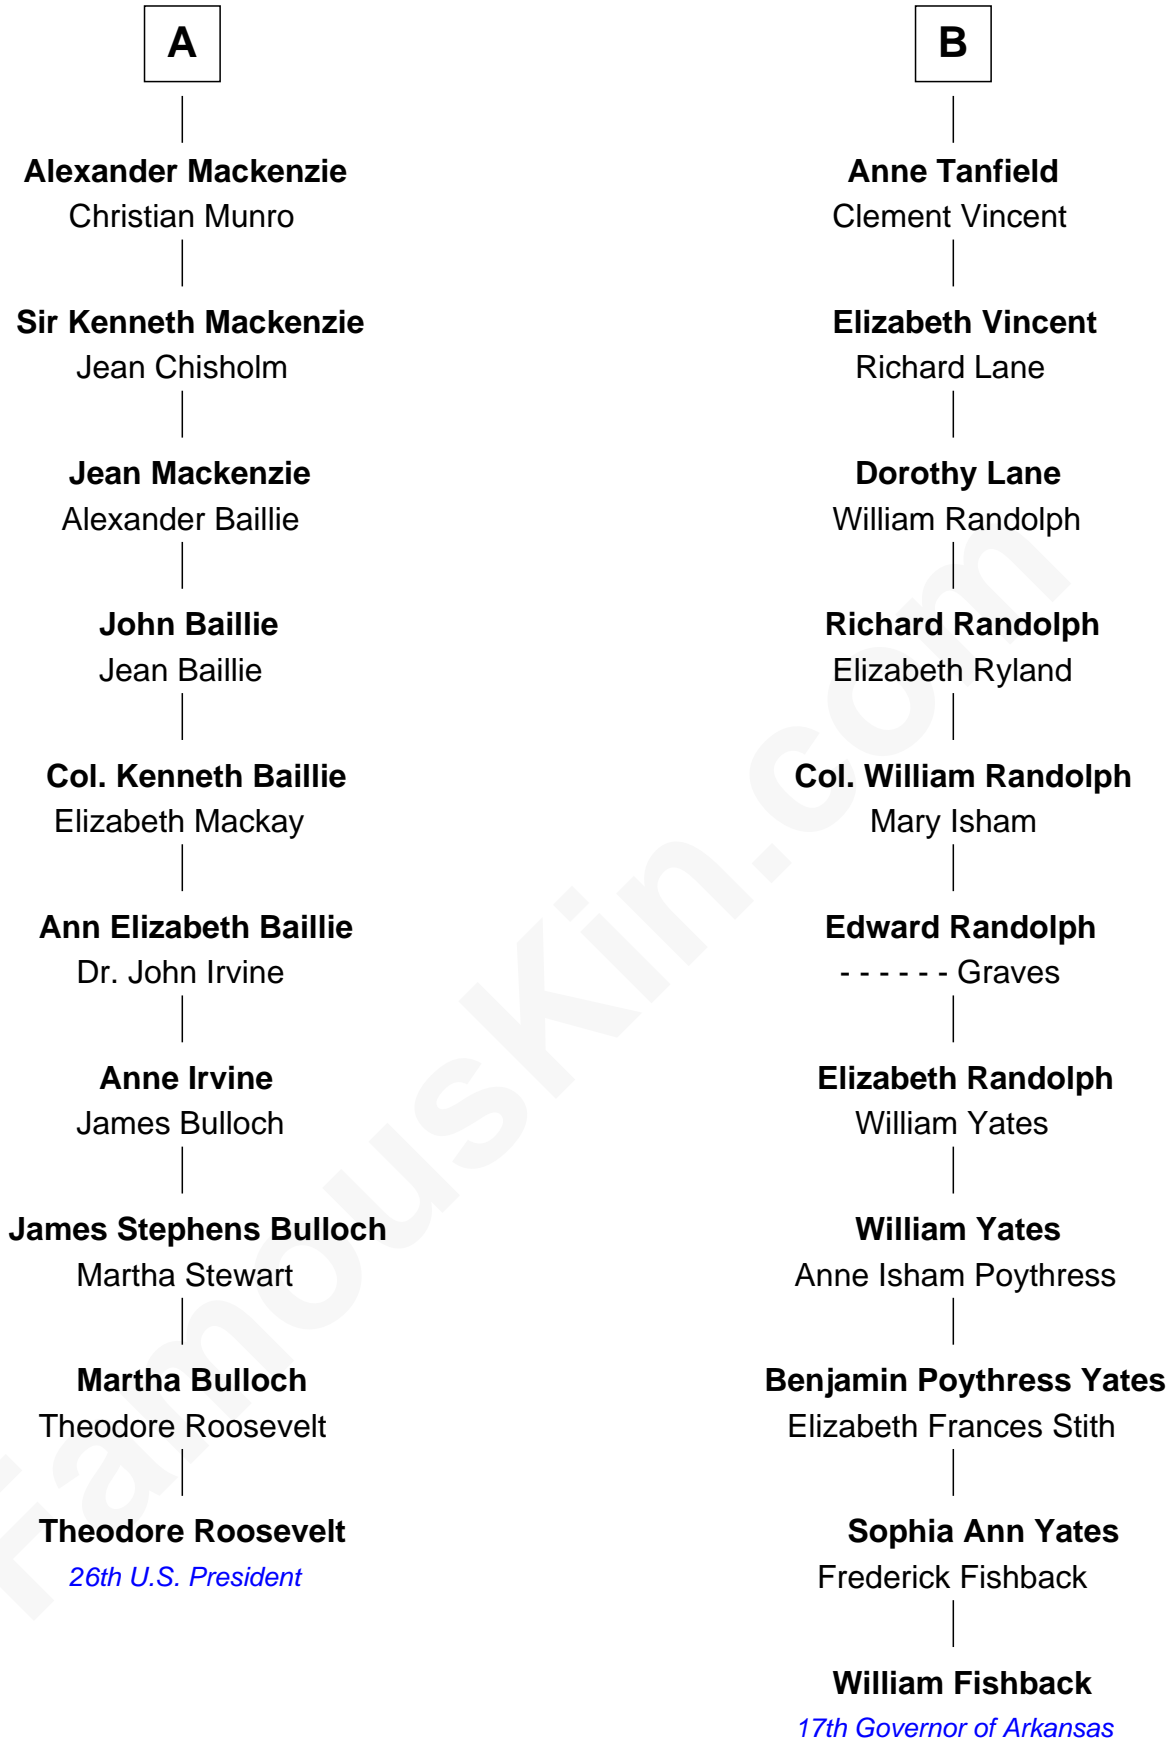 A
Alexander Mackenzie
Christian Munro
Sir Kenneth Mackenzie
Jean Chisholm
Jean Mackenzie
Alexander Baillie
John Baillie
Jean Baillie
Col. Kenneth Baillie
Elizabeth Mackay
Ann Elizabeth Baillie
Dr. John Irvine
Anne Irvine
James Bulloch
James Stephens Bulloch
Martha Stewart
Martha Bulloch
Theodore Roosevelt
Theodore Roosevelt
26th U.S. President
B
Anne Tanfield
Clement Vincent
Elizabeth Vincent
Richard Lane
Dorothy Lane
William Randolph
Richard Randolph
Elizabeth Ryland
Col. William Randolph
Mary Isham
Edward Randolph
- - - - - - Graves
Elizabeth Randolph
William Yates
William Yates
Anne Isham Poythress
Benjamin Poythress Yates
Elizabeth Frances Stith
Sophia Ann Yates
Frederick Fishback
William Fishback
17th Governor of Arkansas
FamousKin.com